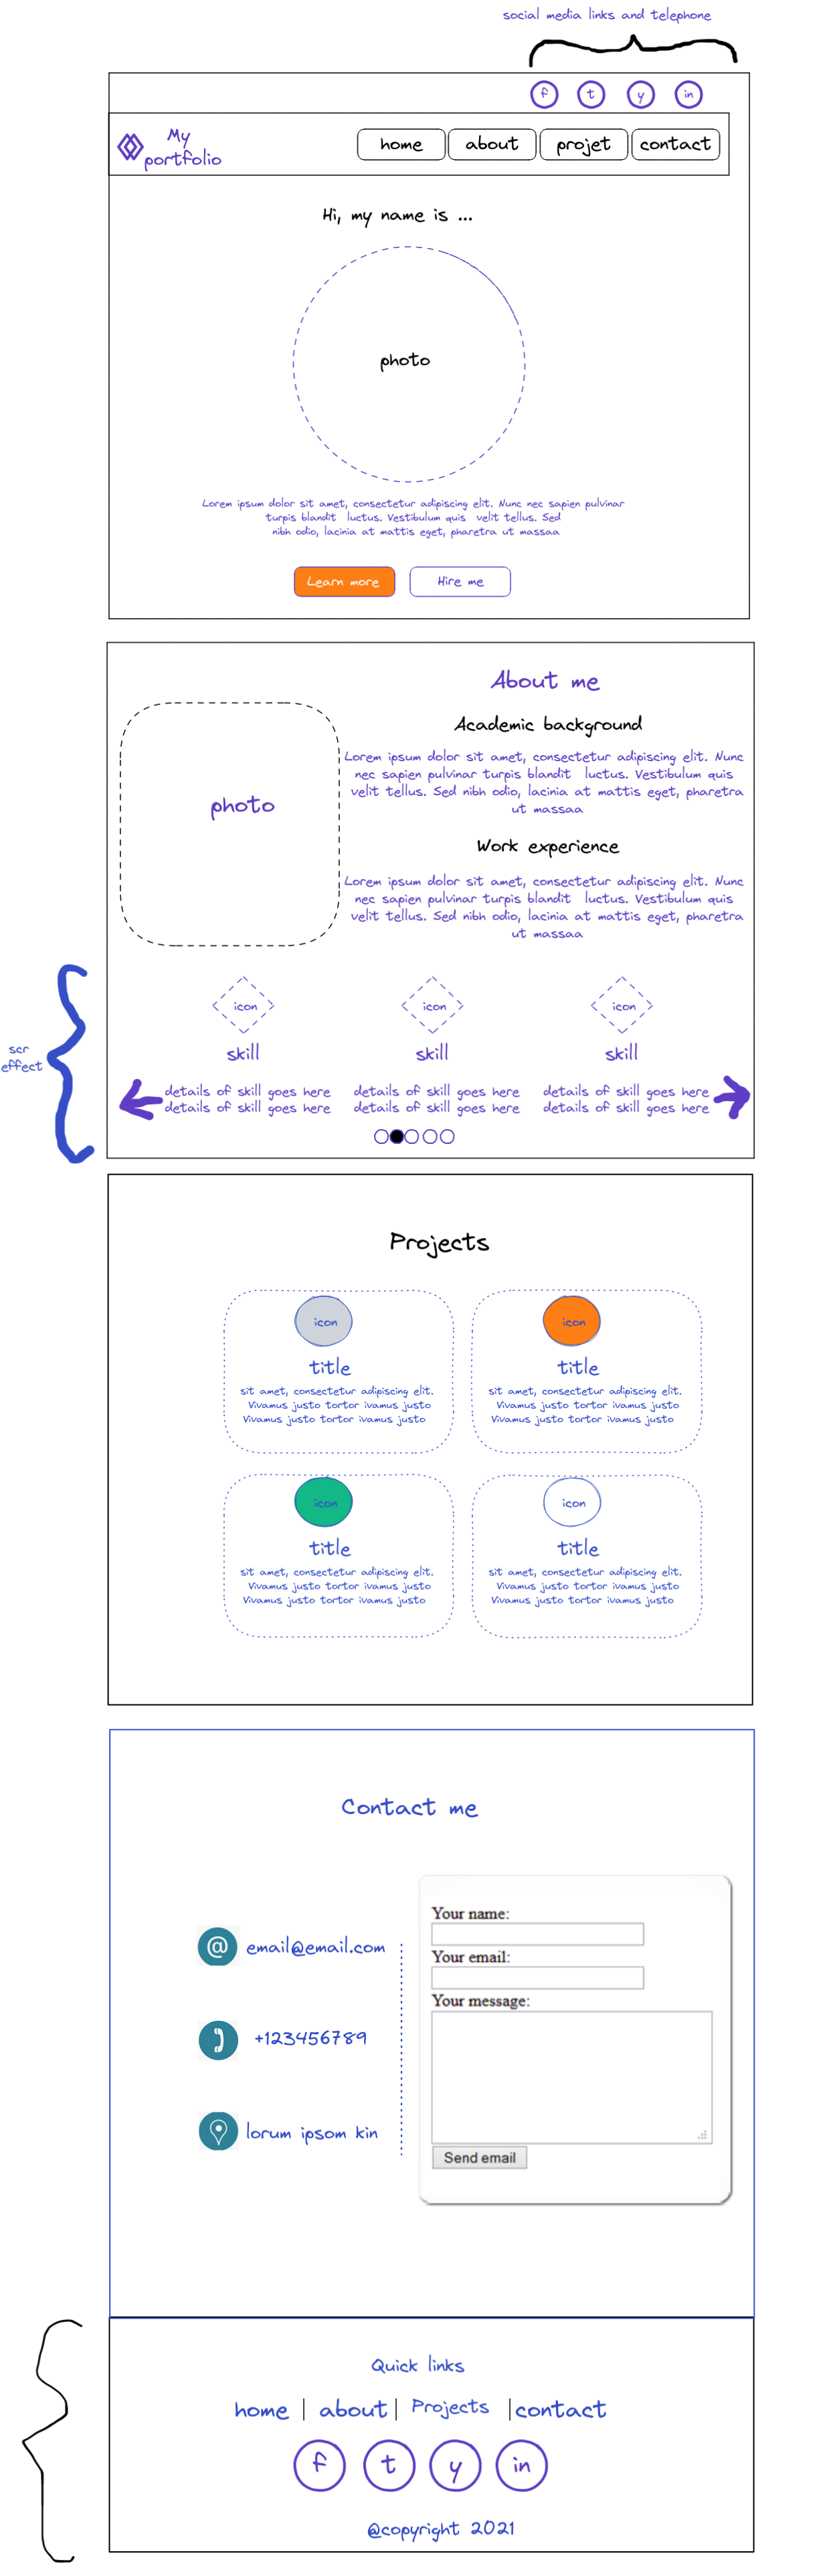 social media links and telephone
f t y in
My
portfolio
home about projet contact
Hi, my name is ...
photo
Lorem ipsum dolor sit amet, consectetur adipiscing elit. Nunc nec sapien pulvinar
turpis blandit luctus. Vestibulum quis velit tellus. Sed
nibh odio, lacinia at mattis eget, pharetra ut massaa
Learn more Hire me
About me
Academic background
Lorem ipsum dolor sit amet, consectetur adipiscing elit. Nunc
nec sapien pulvinar turpis blandit luctus. Vestibulum quis
velit tellus. Sed nibh odio, lacinia at mattis eget, pharetra
ut massaa
photo
Work experience
Lorem ipsum dolor sit amet, consectetur adipiscing elit. Nunc
nec sapien pulvinar turpis blandit luctus. Vestibulum quis
velit tellus. Sed nibh odio, lacinia at mattis eget, pharetra
ut massaa
scr
effect
icon icon icon
skill skill skill
details of skill goes here details of skill goes here details of skill goes here
details of skill goes here details of skill goes here details of skill goes here
Projects
icon
title
sit amet, consectetur adipiscing elit.
Vivamus justo tortor ivamus justo
Vivamus justo tortor ivamus justo
icon
title
sit amet, consectetur adipiscing elit.
Vivamus justo tortor ivamus justo
Vivamus justo tortor ivamus justo
icon
title
sit amet, consectetur adipiscing elit.
Vivamus justo tortor ivamus justo
Vivamus justo tortor ivamus justo
icon
title
sit amet, consectetur adipiscing elit.
Vivamus justo tortor ivamus justo
Vivamus justo tortor ivamus justo
Contact me
@ email@email.com
+123456789
lorum ipsom kin
Your name:
Your email:
Your message:
Send email
Quick links
home | about | Projects | contact
f t y in
@copyright 2021